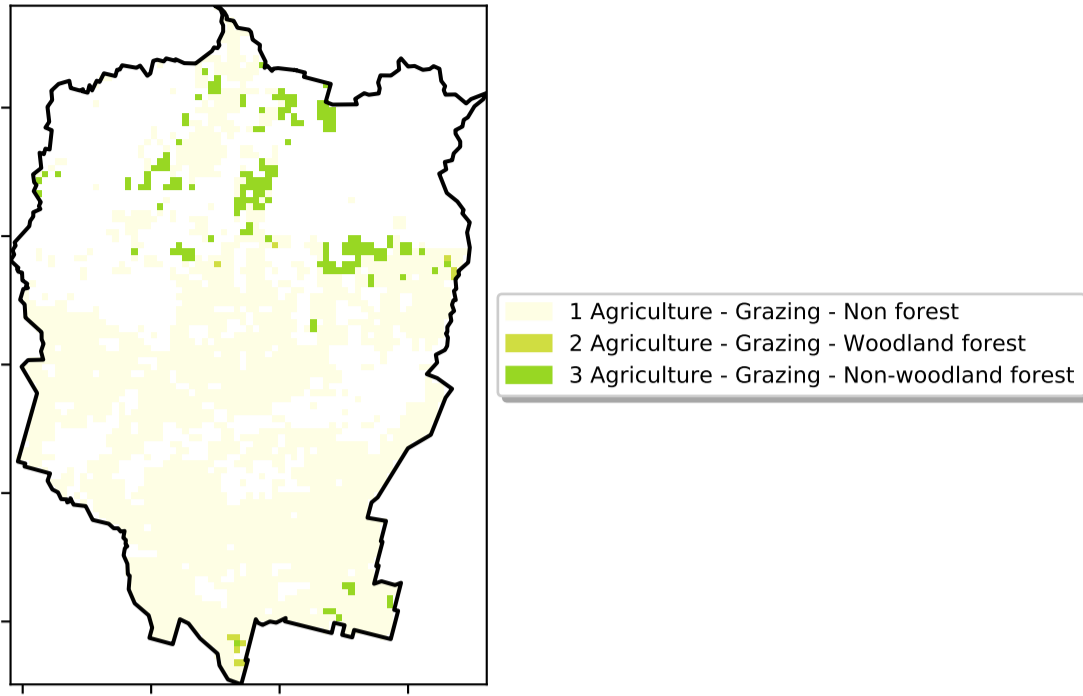 1 Agriculture - Grazing - Non forest
2 Agriculture - Grazing - Woodland forest
3 Agriculture - Grazing - Non-woodland forest